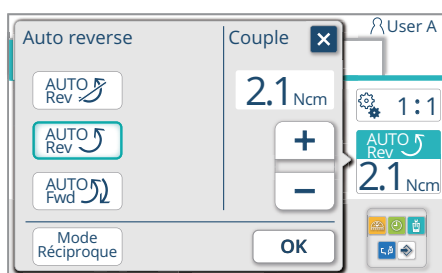 Auto reverse
Couple
User A
AUTO
Rev
2.1 Ncm
1:1
AUTO
Rev
+
AUTO
Rev
2.1 Ncm
AUTO
Fwd
−
Mode
Réciproque
OK